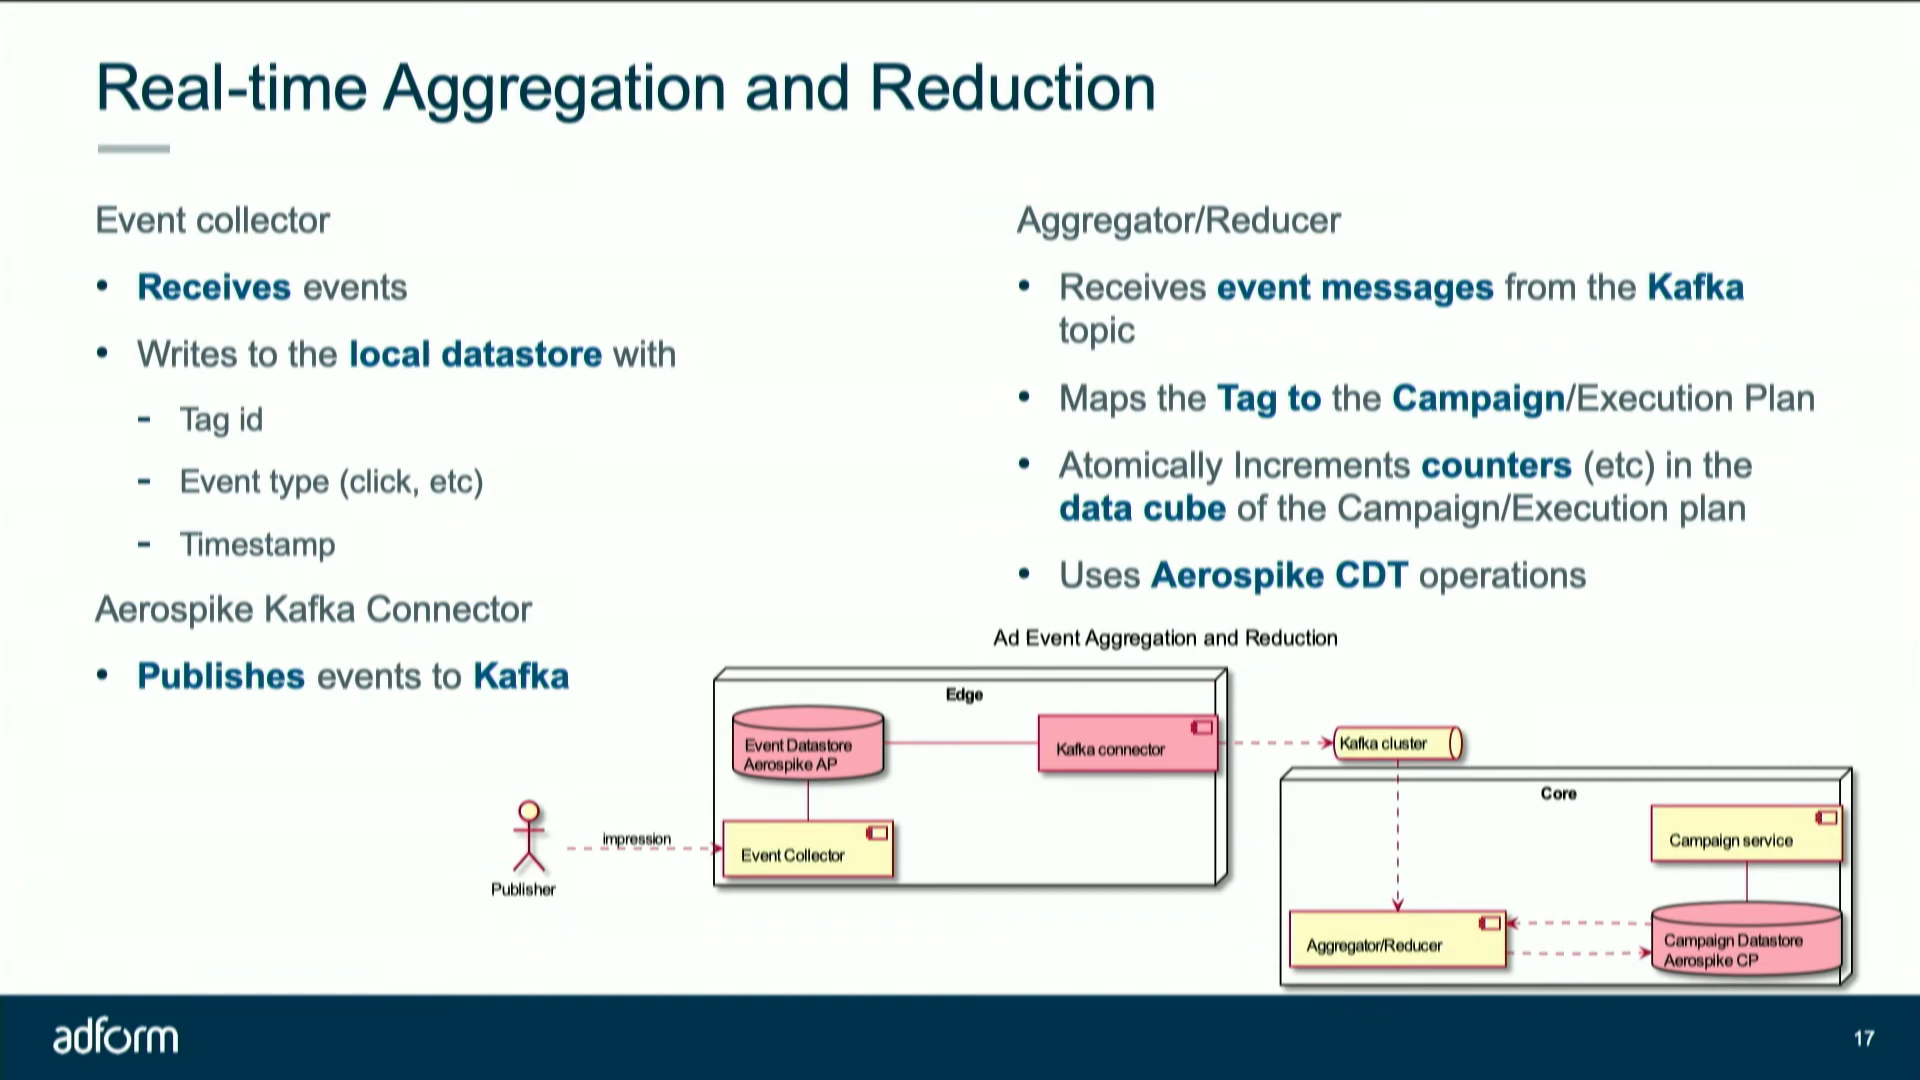 Real-time Aggregation and Reduction
Event collector
• Receives events
• Writes to the local datastore with
- Tag id
- Event type (click, etc)
- Timestamp
Aerospike Kafka Connector
• Publishes events to Kafka
Aggregator/Reducer
• Receives event messages from the Kafka
topic
• Maps the Tag to the Campaign/Execution Plan
• Atomically Increments counters (etc) in the
data cube of the Campaign/Execution plan
• Uses Aerospike CDT operations
Ad Event Aggregation and Reduction
Edge
Event Datastore
Aerospike AP
Kafka connector
Kafka cluster
Core
Campaign service
impression
Event Collector
Publisher
Aggregator/Reducer
Campaign Datastore
Aerospike CP
adform
17